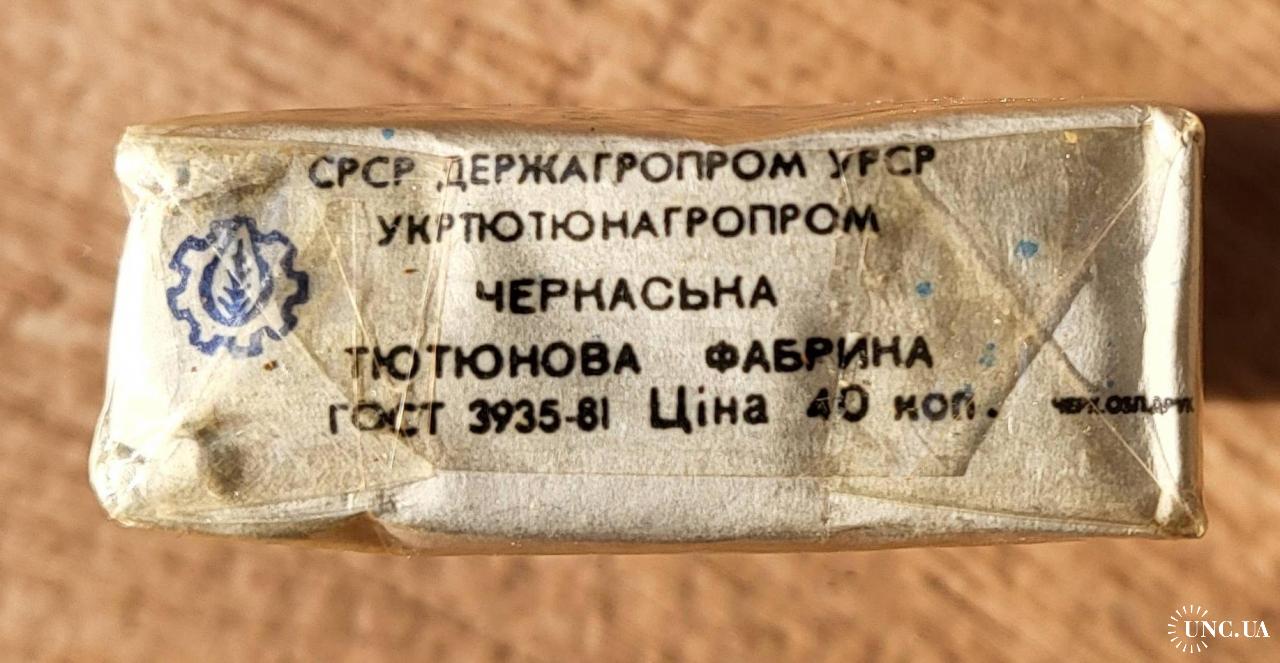 СРСР ДЕРЖАГРОПРОМ УРСР
УКРТЮТЮНАГРОПРОМ
ЧЕРКАСЬКА
ТЮТЮНОВА ФАБРИКА
ГОСТ 3935-81 Ціна 40 коп. ЧЕРК.ОБЛДРУК
UNC.UA